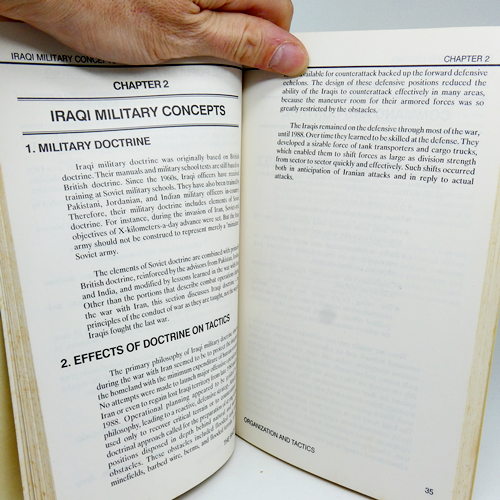 IRAQI MILITARY CONCEPTS
CHAPTER 2
IRAQI MILITARY CONCEPTS
1. MILITARY DOCTRINE
Iraqi military doctrine was originally based on British
doctrine. Their manuals and military school tests are still based on
British doctrine. Since the 1960s, Iraqi officers have received
training at Soviet military schools. They have also been trained by
Pakistani, Jordanian, and Indian military officers in-country.
Therefore, their military doctrine includes elements of Soviet
doctrine. For instance, during the invasion of Iran, Soviet-style
objectives of X-kilometers-a-day advance were set. But the Iraqi
army should not be construed to represent merely a
Soviet army.
The elements of Soviet doctrine are combined with
British doctrine, reinforced by the advisors from Pakistan, Jordan
and India, and modified by lessons learned in the war with
Other than the portions that describe combat operations
the war with Iran, this section discusses Iraqi doctrine
principles of the conduct of war as they are taught, not the
Iraqis fought the last war.
2. EFFECTS OF DOCTRINE ON TACTICS
The primary philosophy of Iraqi military doctrine
during the war with Iran seemed to be to protect the
the homeland with the minimum expenditure of
No attempts were made to launch major offensives
Iran or even to regain lost Iraqi territory from
1988. Operational planning appeared to be
philosophy, leading to a reactive, defensive strategy
used only to recover critical terrain or to
doctrinal approach called for the preparation of
positions disposed in depth behind natural
obstacles. These obstacles included flooded
minefields, barbed wire, berms, and flooded
CHAPTER 2
available for counterattack backed up the forward defensive
echelons. The design of these defensive positions reduced the
ability of the Iraqis to counterattack effectively in many areas,
because the maneuver room for their armored forces was so
greatly restricted by the obstacles.
The Iraqis remained on the defensive through most of the war,
until 1988. Over time they learned to be skilled at the defense. They
developed a sizable force of tank transporters and cargo trucks,
which enabled them to shift forces as large as division strength
from sector to sector quickly and effectively. Such shifts occurred
both in anticipation of Iranian attacks and in reply to actual
attacks.
ORGANIZATION AND TACTICS
35